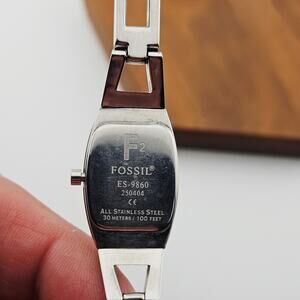 F2
FOSSIL®
ES-9860
250404
CE
ALL STAINLESS STEEL
30 METERS / 100 FEET